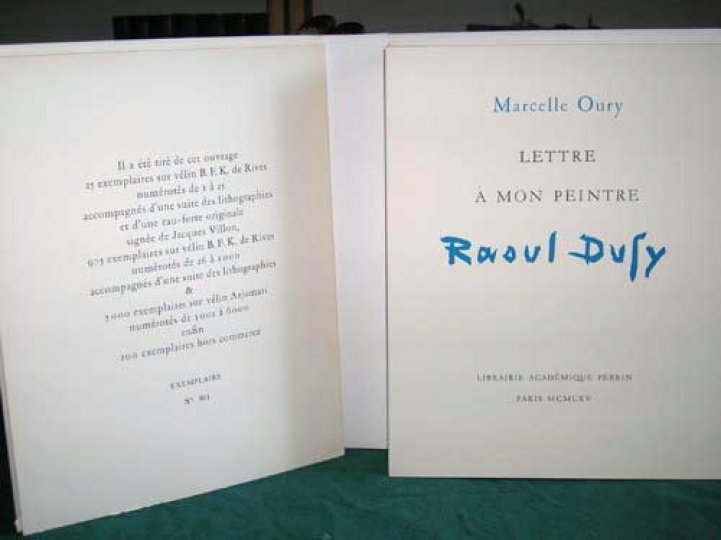 Il a été tiré de cet ouvrage
25 exemplaires sur vélin B. F. K. de Rives
numérotés de 1 à 25
accompagnés d'une suite des lithographies
et d'une eau-forte originale
signée de Jacques Villon,
975 exemplaires sur vélin B. F. K. de Rives
numérotés de 26 à 1000
accompagnés d'une suite des lithographies
&
exemplaires sur vélin Arjomari
numérotés de 1001 à 6000
enfin
exemplaires hors commerce
EXEMPLAIRE
N°
Marcelle Oury
LETTRE
À MON PEINTRE
Raoul Dufy
LIBRAIRIE ACADÉMIQUE PERRIN
PARIS MCMLXV